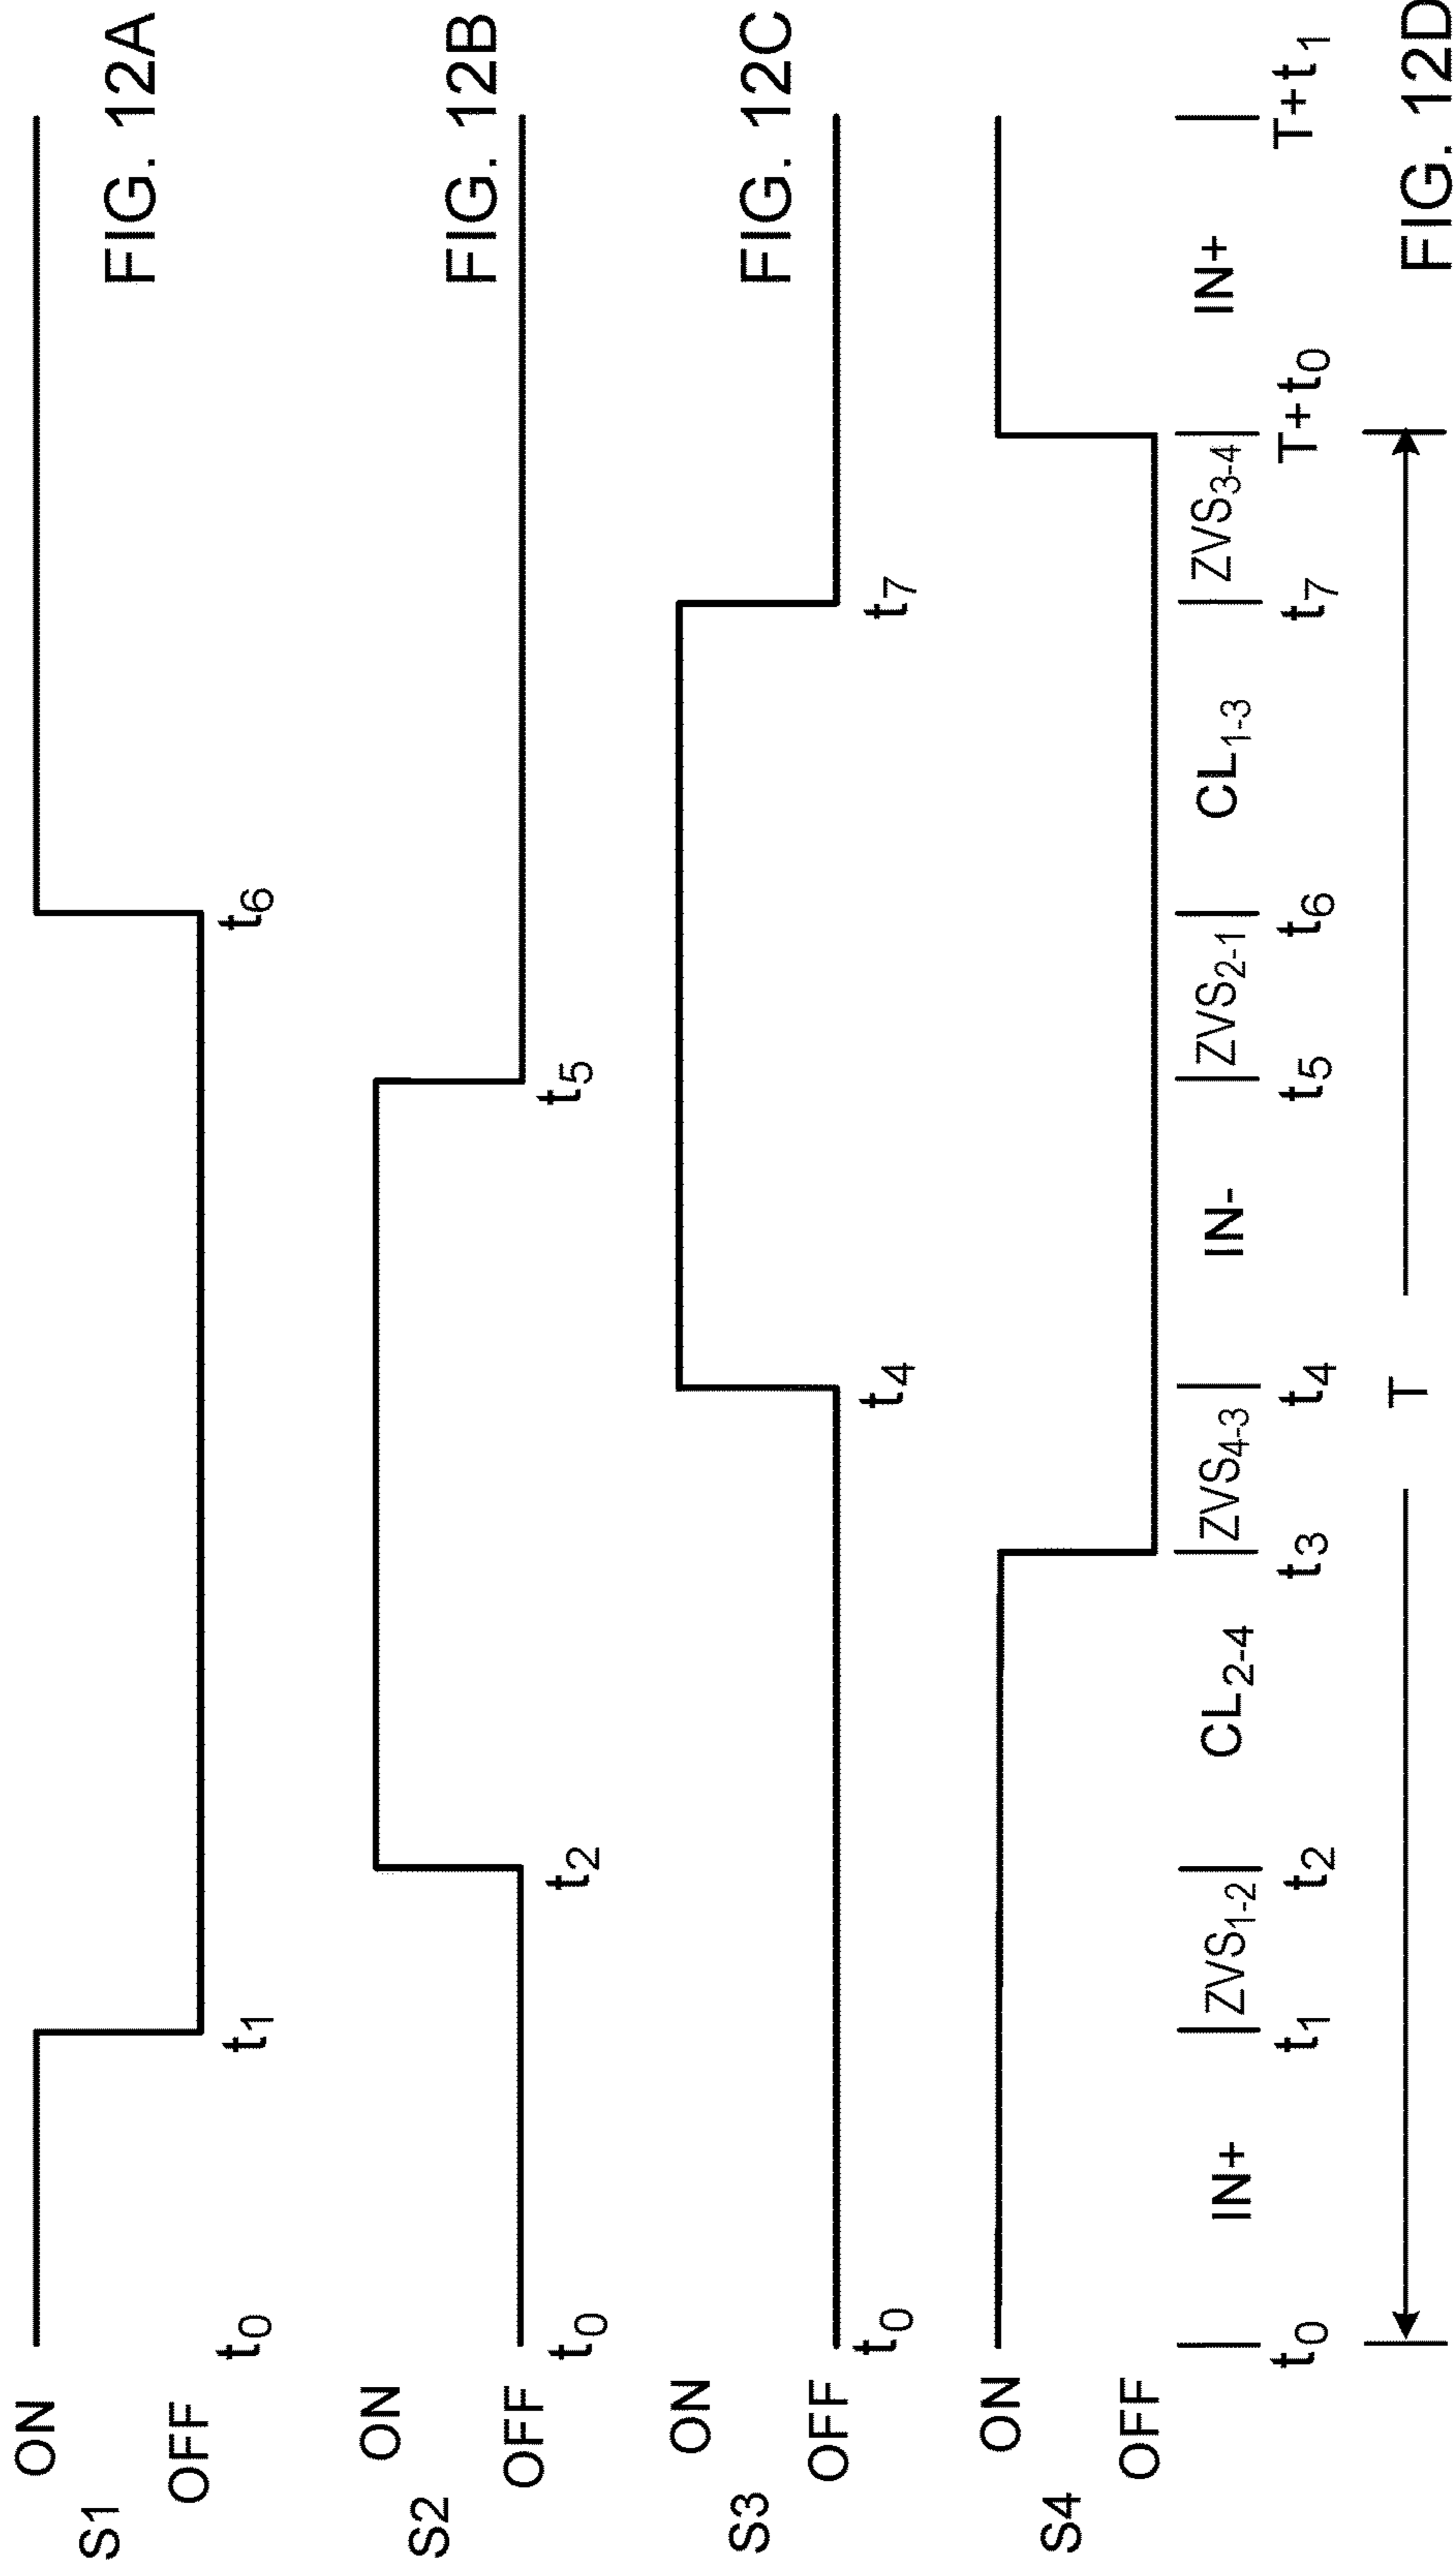 FIG. 12A
S1
ON
OFF
t0
t1
t6
FIG. 12B
S2
ON
OFF
t0
t2
t5
FIG. 12C
S3
ON
OFF
t0
t4
t7
S4
ON
OFF
IN+ ZVS1-2 CL2-4 ZVS4-3 IN- ZVS2-1 CL1-3 ZVS3-4 IN+
t0 t1 t2 t3 t4 t5 t6 t7 T+t0 T+t1
T
FIG. 12D